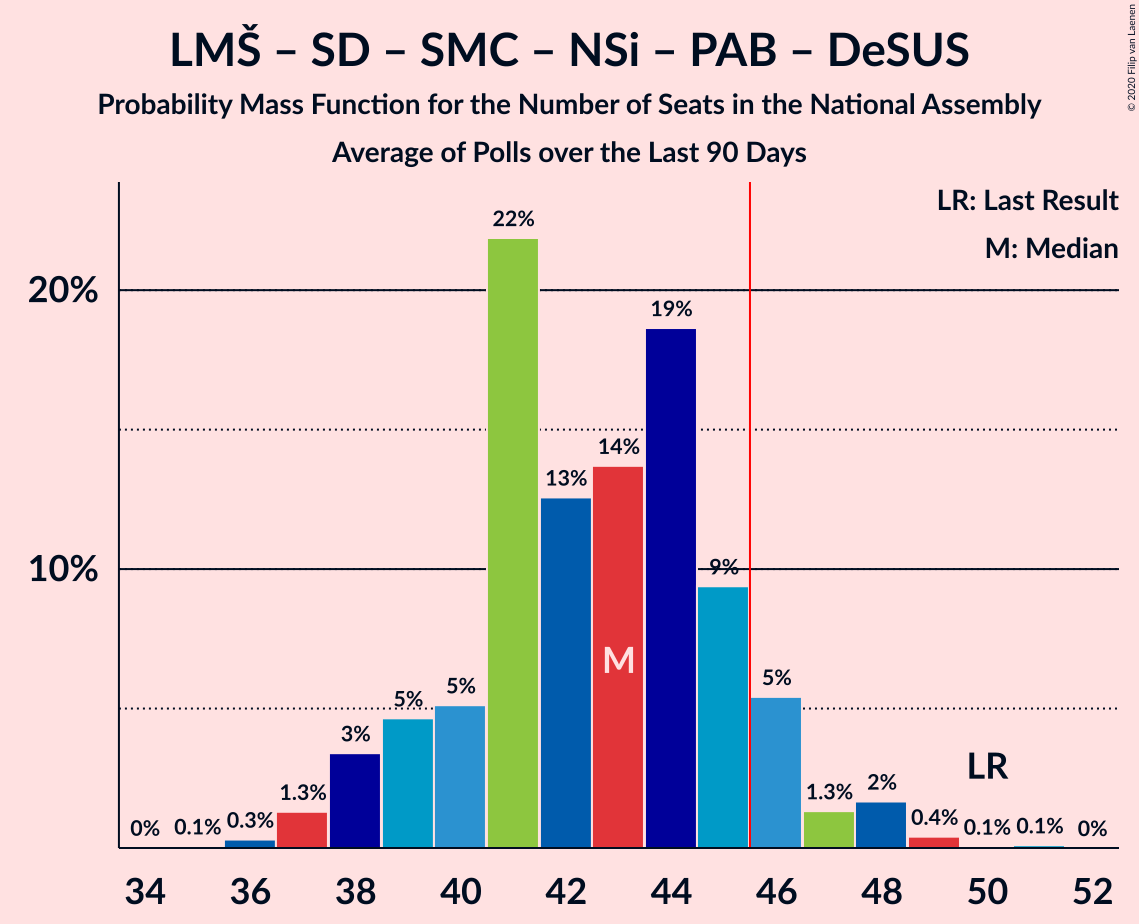 LMŠ – SD – SMC – NSi – PAB – DeSUS
Probability Mass Function for the Number of Seats in the National Assembly
Average of Polls over the Last 90 Days
© 2020 Filip van Laenen
LR: Last Result
M: Median
20%
10%
0%
0.1%
0.3%
1.3%
3%
5%
5%
22%
13%
14%
19%
9%
5%
1.3%
2%
0.4%
0.1%
0.1%
0%
M
LR
34 36 38 40 42 44 46 48 50 52